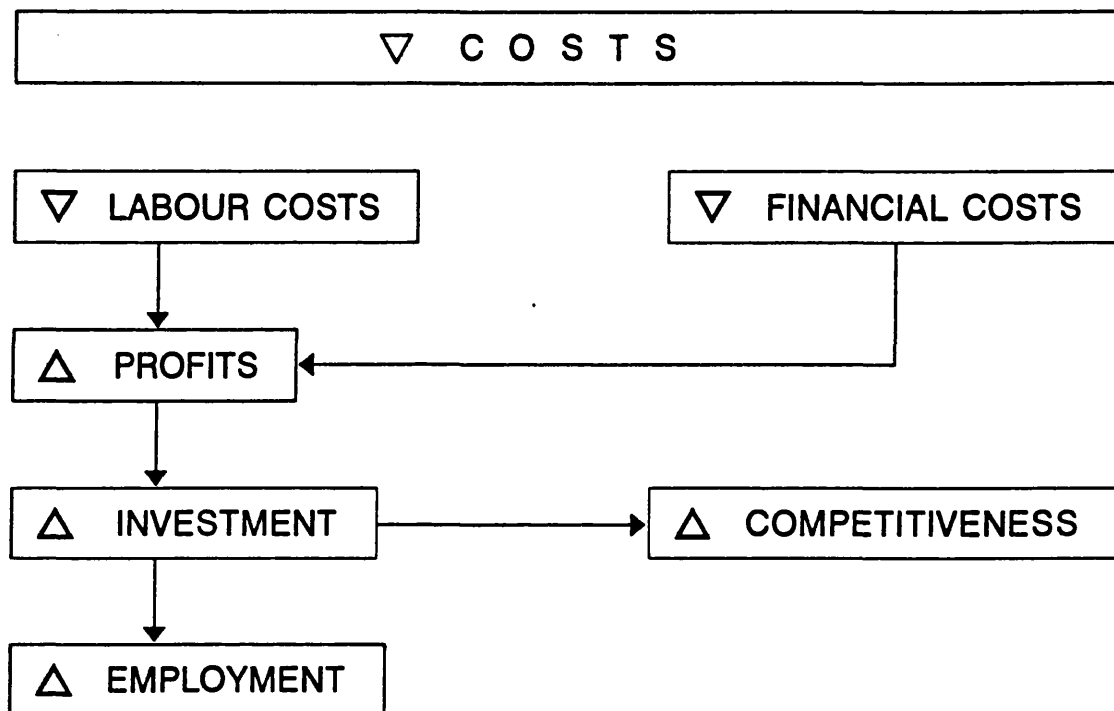 ▽ C O S T S
▽ LABOUR COSTS
▽ FINANCIAL COSTS
△ PROFITS
△ INVESTMENT
△ COMPETITIVENESS
△ EMPLOYMENT